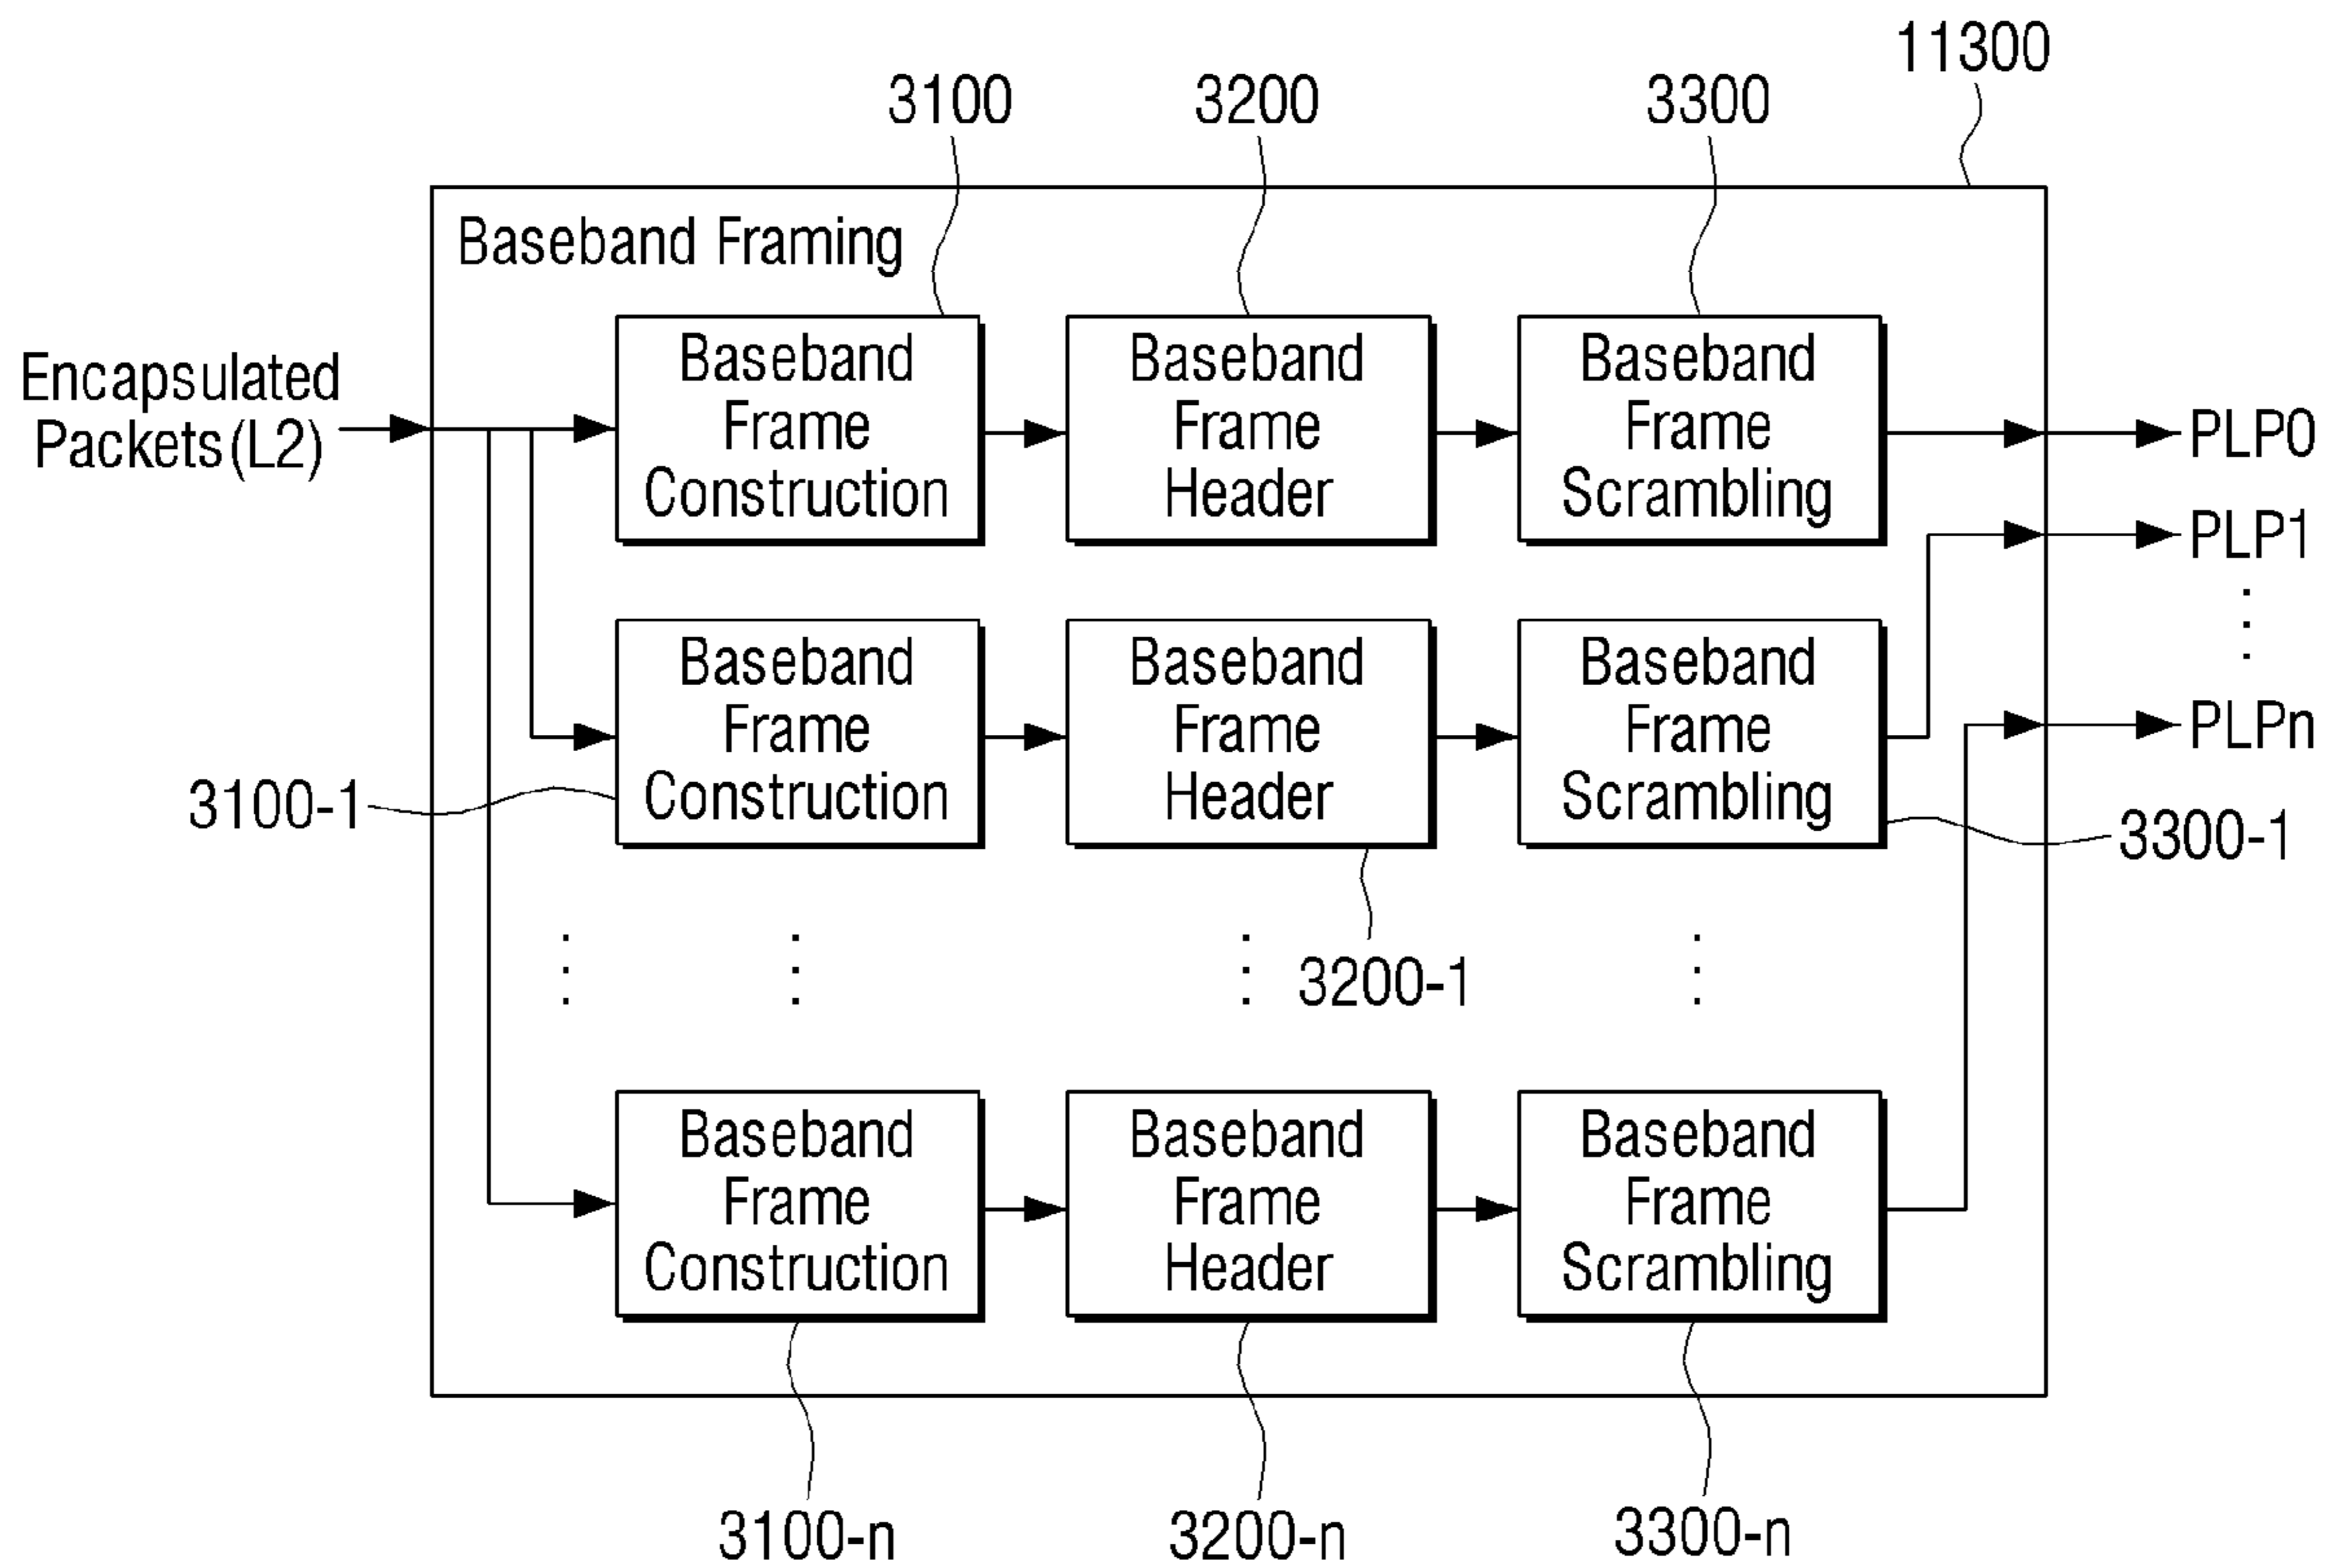 11300
3100
3200
3300
Baseband Framing
Encapsulated
Packets(L2)
Baseband
Frame
Construction
Baseband
Frame
Header
Baseband
Frame
Scrambling
PLP0
PLP1
Baseband
Frame
Construction
Baseband
Frame
Header
Baseband
Frame
Scrambling
PLPn
3100-1
3300-1
3200-1
Baseband
Frame
Construction
Baseband
Frame
Header
Baseband
Frame
Scrambling
3100-n
3200-n
3300-n